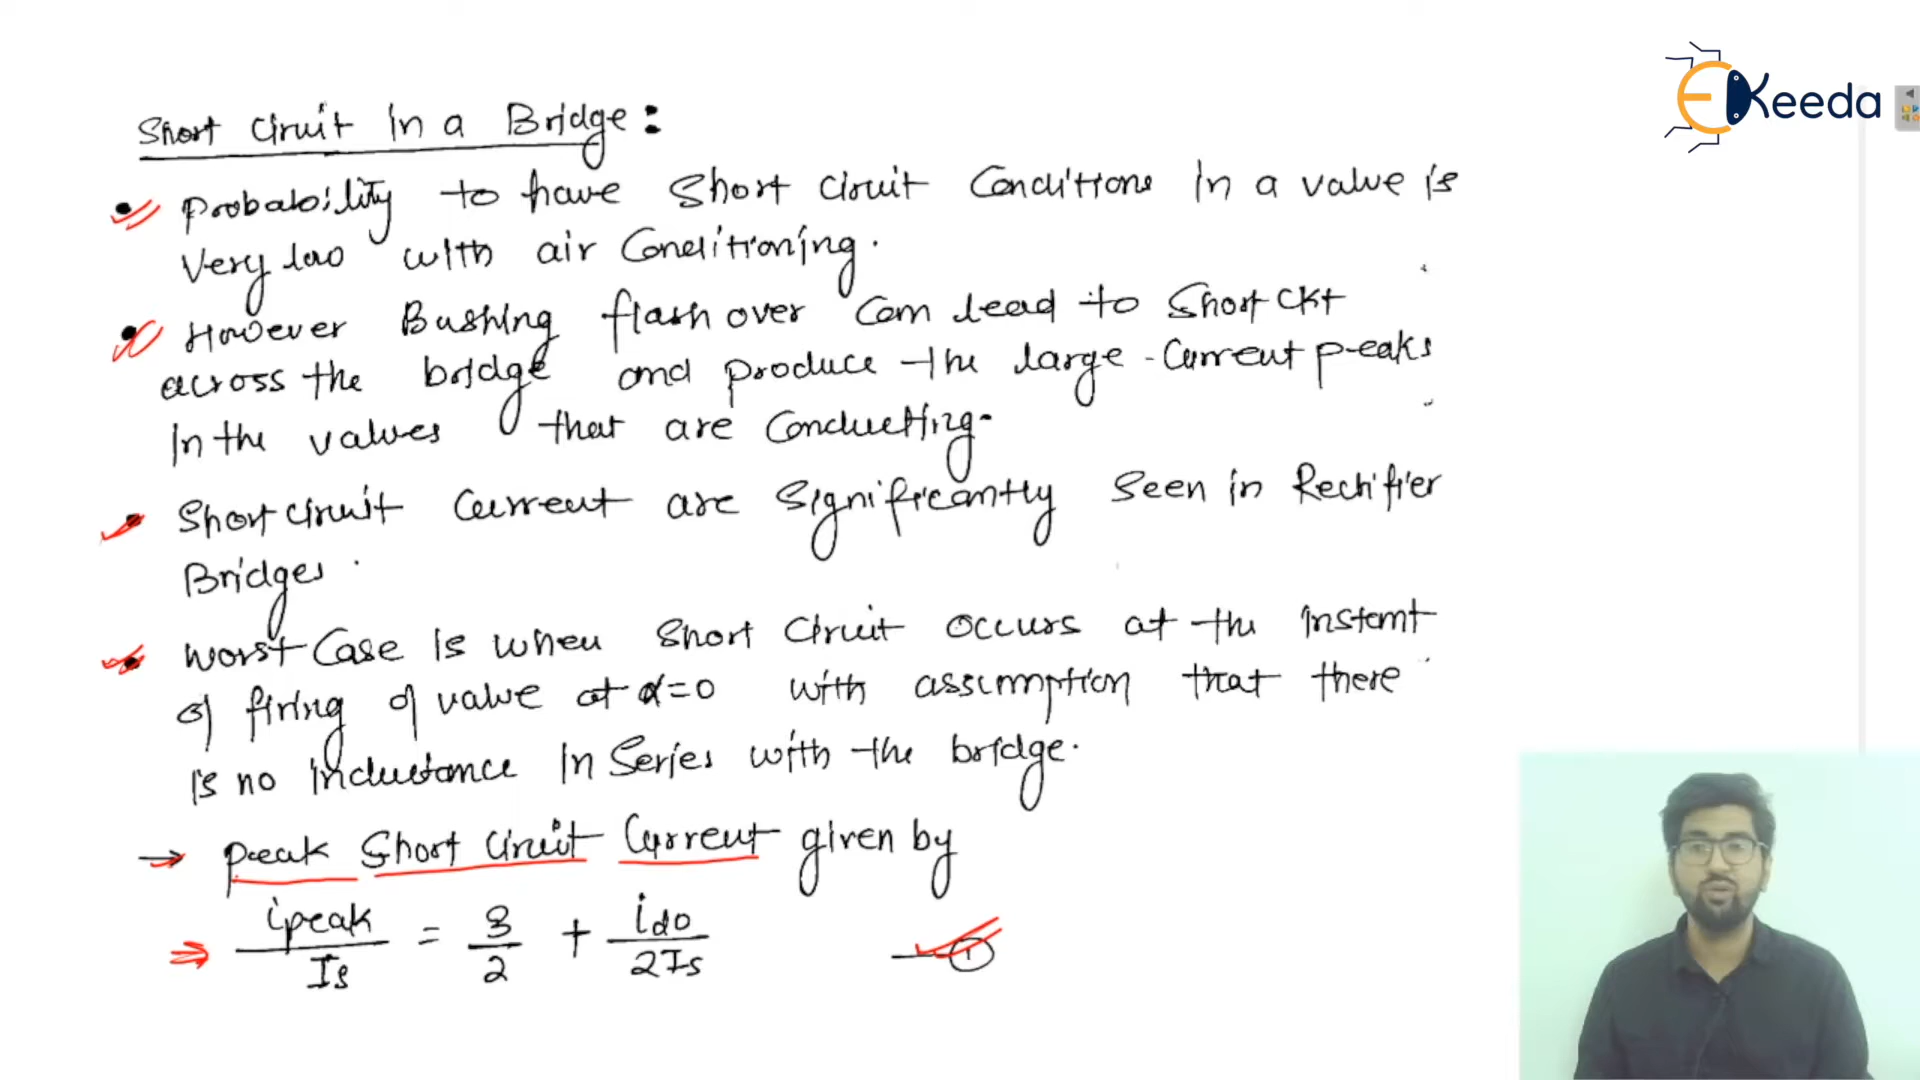 EKeeda
Short Circuit in a Bridge:
• Probability to have Short Circuit Conditions in a valve is
Very low with air Conditioning.
• However Bushing flash over Can lead to Short Ckt
across the bridge and produce the large Current peaks
In the valves that are Conducting.
• Short circuit Current are Significantly Seen in Rectifier
Bridges.
• Worst Case is when Short Circuit occurs at the instant
of firing of valve at α=0 with assumption that there
is no inductance In Series with the bridge.
→ peak Short Circuit Current given by
⇒ ipeak/Is = 3/2 + ido/2Is —①